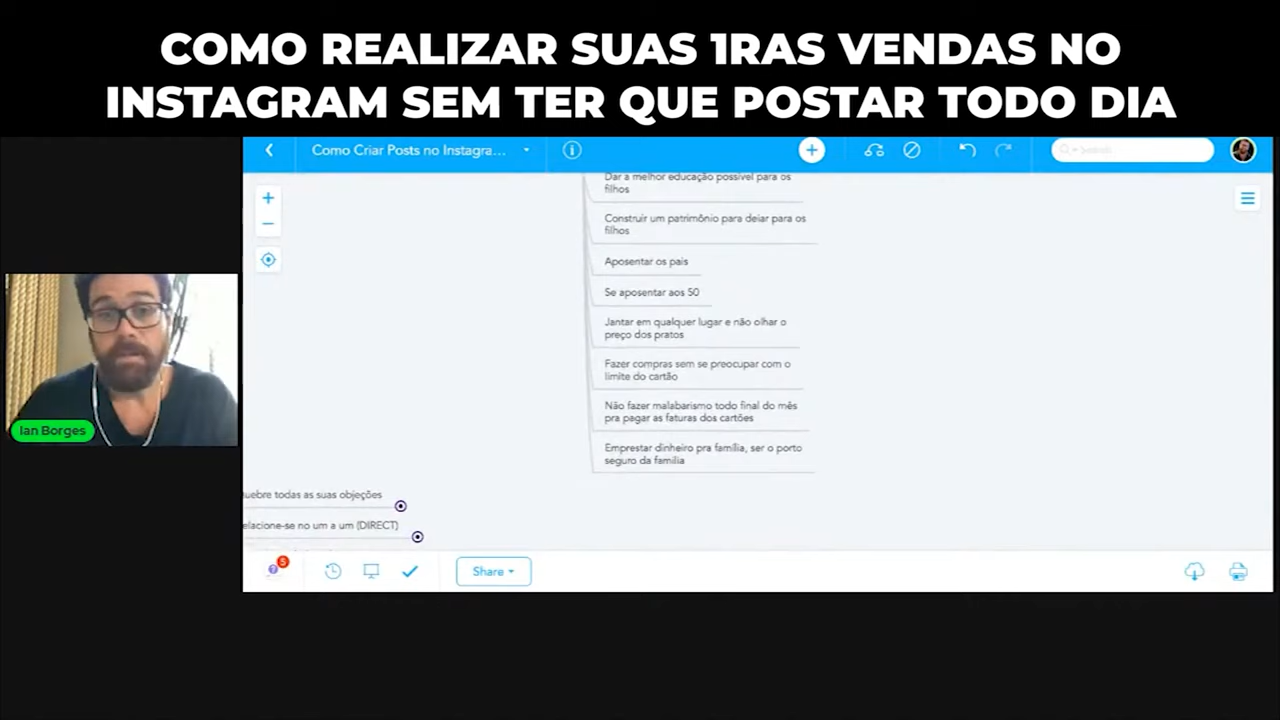 COMO REALIZAR SUAS 1RAS VENDAS NO
INSTAGRAM SEM TER QUE POSTAR TODO DIA
Como Criar Posts no Instagra...
Search
Dar a melhor educação possível para os
filhos
Construir um patrimônio para deiar para os
filhos
Aposentar os pais
Se aposentar aos 50
Jantar em qualquer lugar e não olhar o
preço dos pratos
Fazer compras sem se preocupar com o
limite do cartão
Não fazer malabarismo todo final do mês
pra pagar as faturas dos cartões
Emprestar dinheiro pra família, ser o porto
seguro da família
Ian Borges
uebre todas as suas objeções
elacione-se no um a um (DIRECT)
5
Share